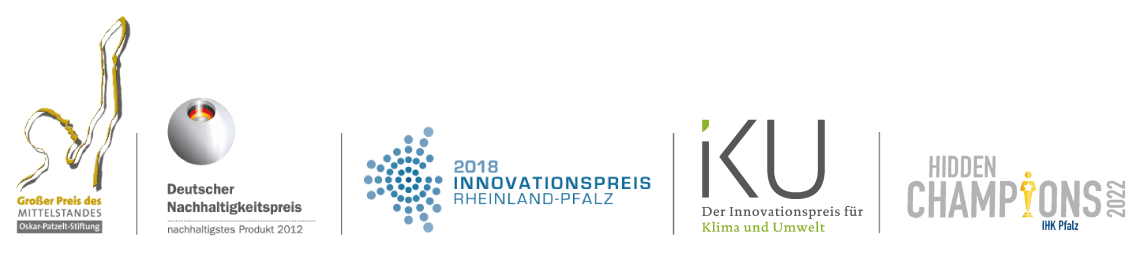 Großer Preis des
MITTELSTANDES
Oskar-Patzelt-Stiftung
Deutscher
Nachhaltigkeitspreis
nachhaltigstes Produkt 2012
2018
INNOVATIONSPREIS
RHEINLAND-PFALZ
iKU
Der Innovationspreis für
Klima und Umwelt
HIDDEN
CHAMPIONS 2022
IHK Pfalz